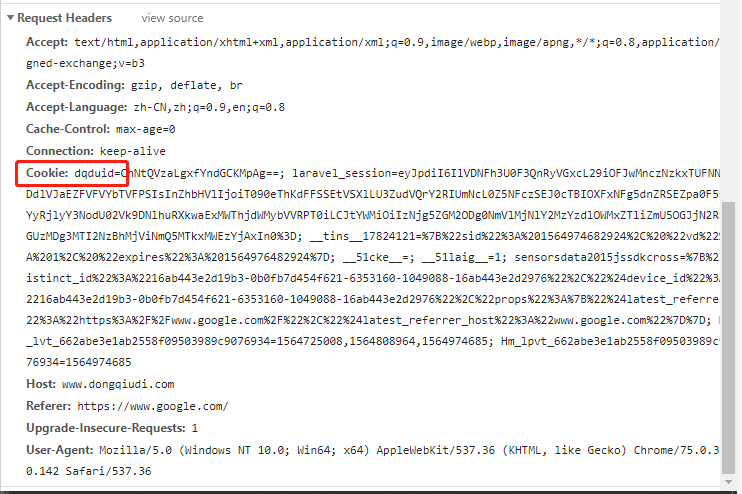 Request Headers view source
Accept: text/html,application/xhtml+xml,application/xml;q=0.9,image/webp,image/apng,*/*;q=0.8,application/
gned-exchange;v=b3
Accept-Encoding: gzip, deflate, br
Accept-Language: zh-CN,zh;q=0.9,en;q=0.8
Cache-Control: max-age=0
Connection: keep-alive
Cookie: dqduid=ChNtQVzaLgxfYndGCKMpAg==; laravel_session=eyJpdiI6IlVDNFh3U0F3QnRyVGxcL29iOFJwMnczNzkxTUFNN
DdlVJaEZFVFVYbTVFPSIsInZhbHVlIjoiT090eThKdFFSSEtVSXlLU3ZudVQrY2RIUmNcL0Z5NFczSEJ0cTBIOXFxNFg5dnZRSEZpa0F5
YyRjlyY3NodU02Vk9DNlhuRXkwaExMWThjdWMybVVRPT0iLCJtYWMiOiIzNjg5ZGM2ODg0NmVlMjNlY2MzYzdlOWMxZTliZmU5OGJjN2R
GUzMDg3MTI2NzBhMjViNmQ5MTkxMWEzYjAxIn0%3D; __tins__17824121=%7B%22sid%22%3A%201564974682924%2C%20%22vd%22
A%201%2C%20%22expires%22%3A%201564976482924%7D; __51cke__=; __51laig__=1; sensorsdata2015jssdkcross=%7B%2
istinct_id%22%3A%2216ab443e2d19b3-0b0fb7d454f621-6353160-1049088-16ab443e2d2976%22%2C%22%24device_id%22%3
2216ab443e2d19b3-0b0fb7d454f621-6353160-1049088-16ab443e2d2976%22%2C%22props%22%3A%7B%22%24latest_referre
22%3A%22https%3A%2F%2Fwww.google.com%2F%22%2C%22%24latest_referrer_host%22%3A%22www.google.com%22%7D%7D; H
_lvt_662abe3e1ab2558f09503989c9076934=1564725008,1564808964,1564974685; Hm_lpvt_662abe3e1ab2558f09503989c9
76934=1564974685
Host: www.dongqiudi.com
Referer: https://www.google.com/
Upgrade-Insecure-Requests: 1
User-Agent: Mozilla/5.0 (Windows NT 10.0; Win64; x64) AppleWebKit/537.36 (KHTML, like Gecko) Chrome/75.0.3
0.142 Safari/537.36